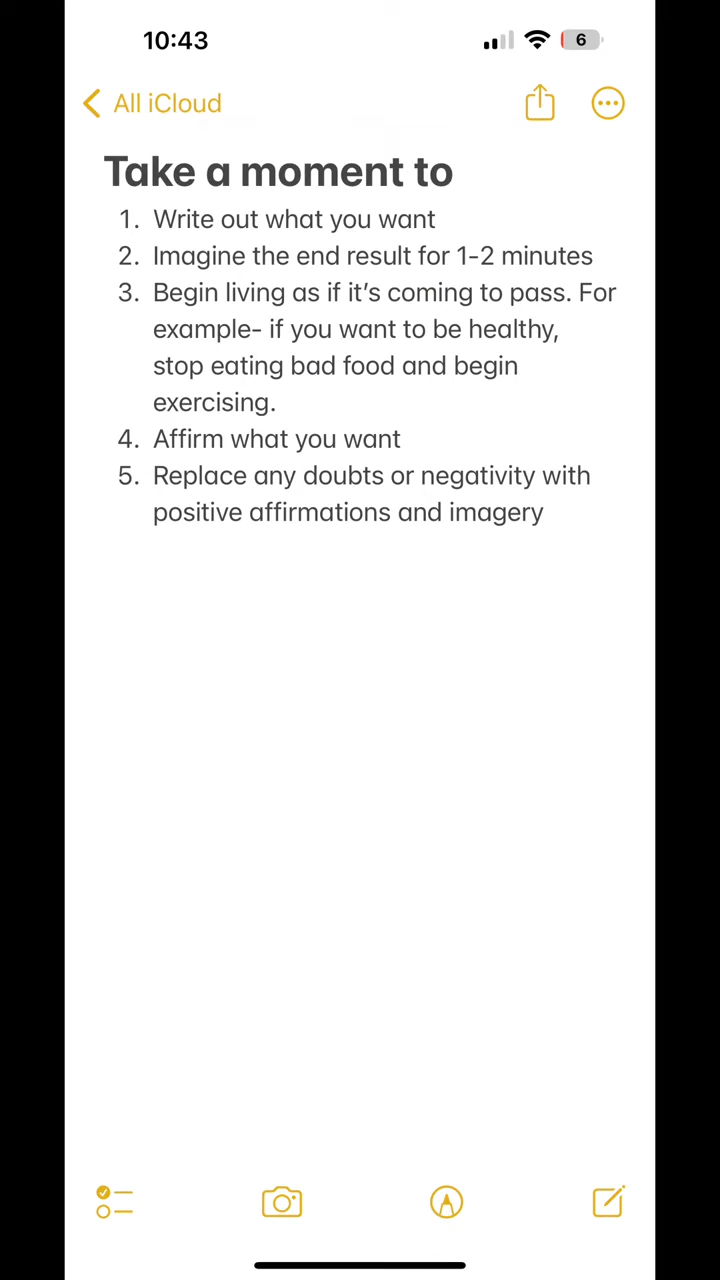 10:43
6
All iCloud
Take a moment to
1. Write out what you want
2. Imagine the end result for 1-2 minutes
3. Begin living as if it’s coming to pass. For
example- if you want to be healthy,
stop eating bad food and begin
exercising.
4. Affirm what you want
5. Replace any doubts or negativity with
positive affirmations and imagery